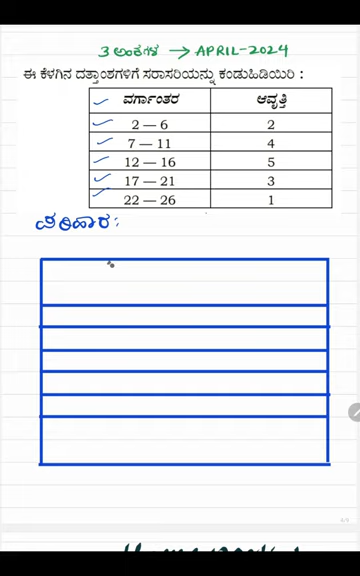 3 ಅಂಕಗಳ → APRIL-2024
ಈ ಕೆಳಗಿನ ದತ್ತಾಂಶಗಳಿಗೆ ಸರಾಸರಿಯನ್ನು ಕಂಡುಹಿಡಿಯಿರಿ :
ವರ್ಗಾಂತರ ಆವೃತ್ತಿ
2 — 6 2
7 — 11 4
12 — 16 5
17 — 21 3
22 — 26 1
ಪರಿಹಾರ: